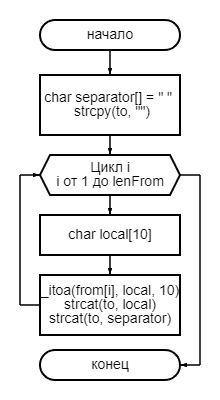 начало
char separator[] = " "
strcpy(to, "")
Цикл i
i от 1 до lenFrom
char local[10]
_itoa(from[i], local, 10)
strcat(to, local)
strcat(to, separator)
конец